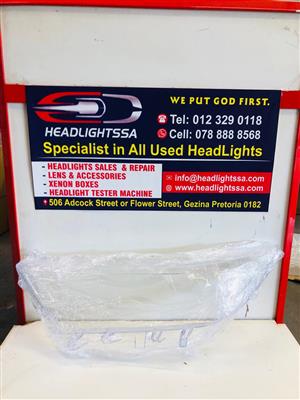 WE PUT GOD FIRST.
HEADLIGHTSSA
Tel: 012 329 0118
Cell: 078 888 8568
Specialist in All Used HeadLights
- HEADLIGHTS SALES & REPAIR
- LENS & ACCESSORIES
- XENON BOXES
- HEADLIGHT TESTER MACHINE
info@headlightssa.com
www.headlightssa.com
506 Adcock Street or Flower Street, Gezina Pretoria 0182